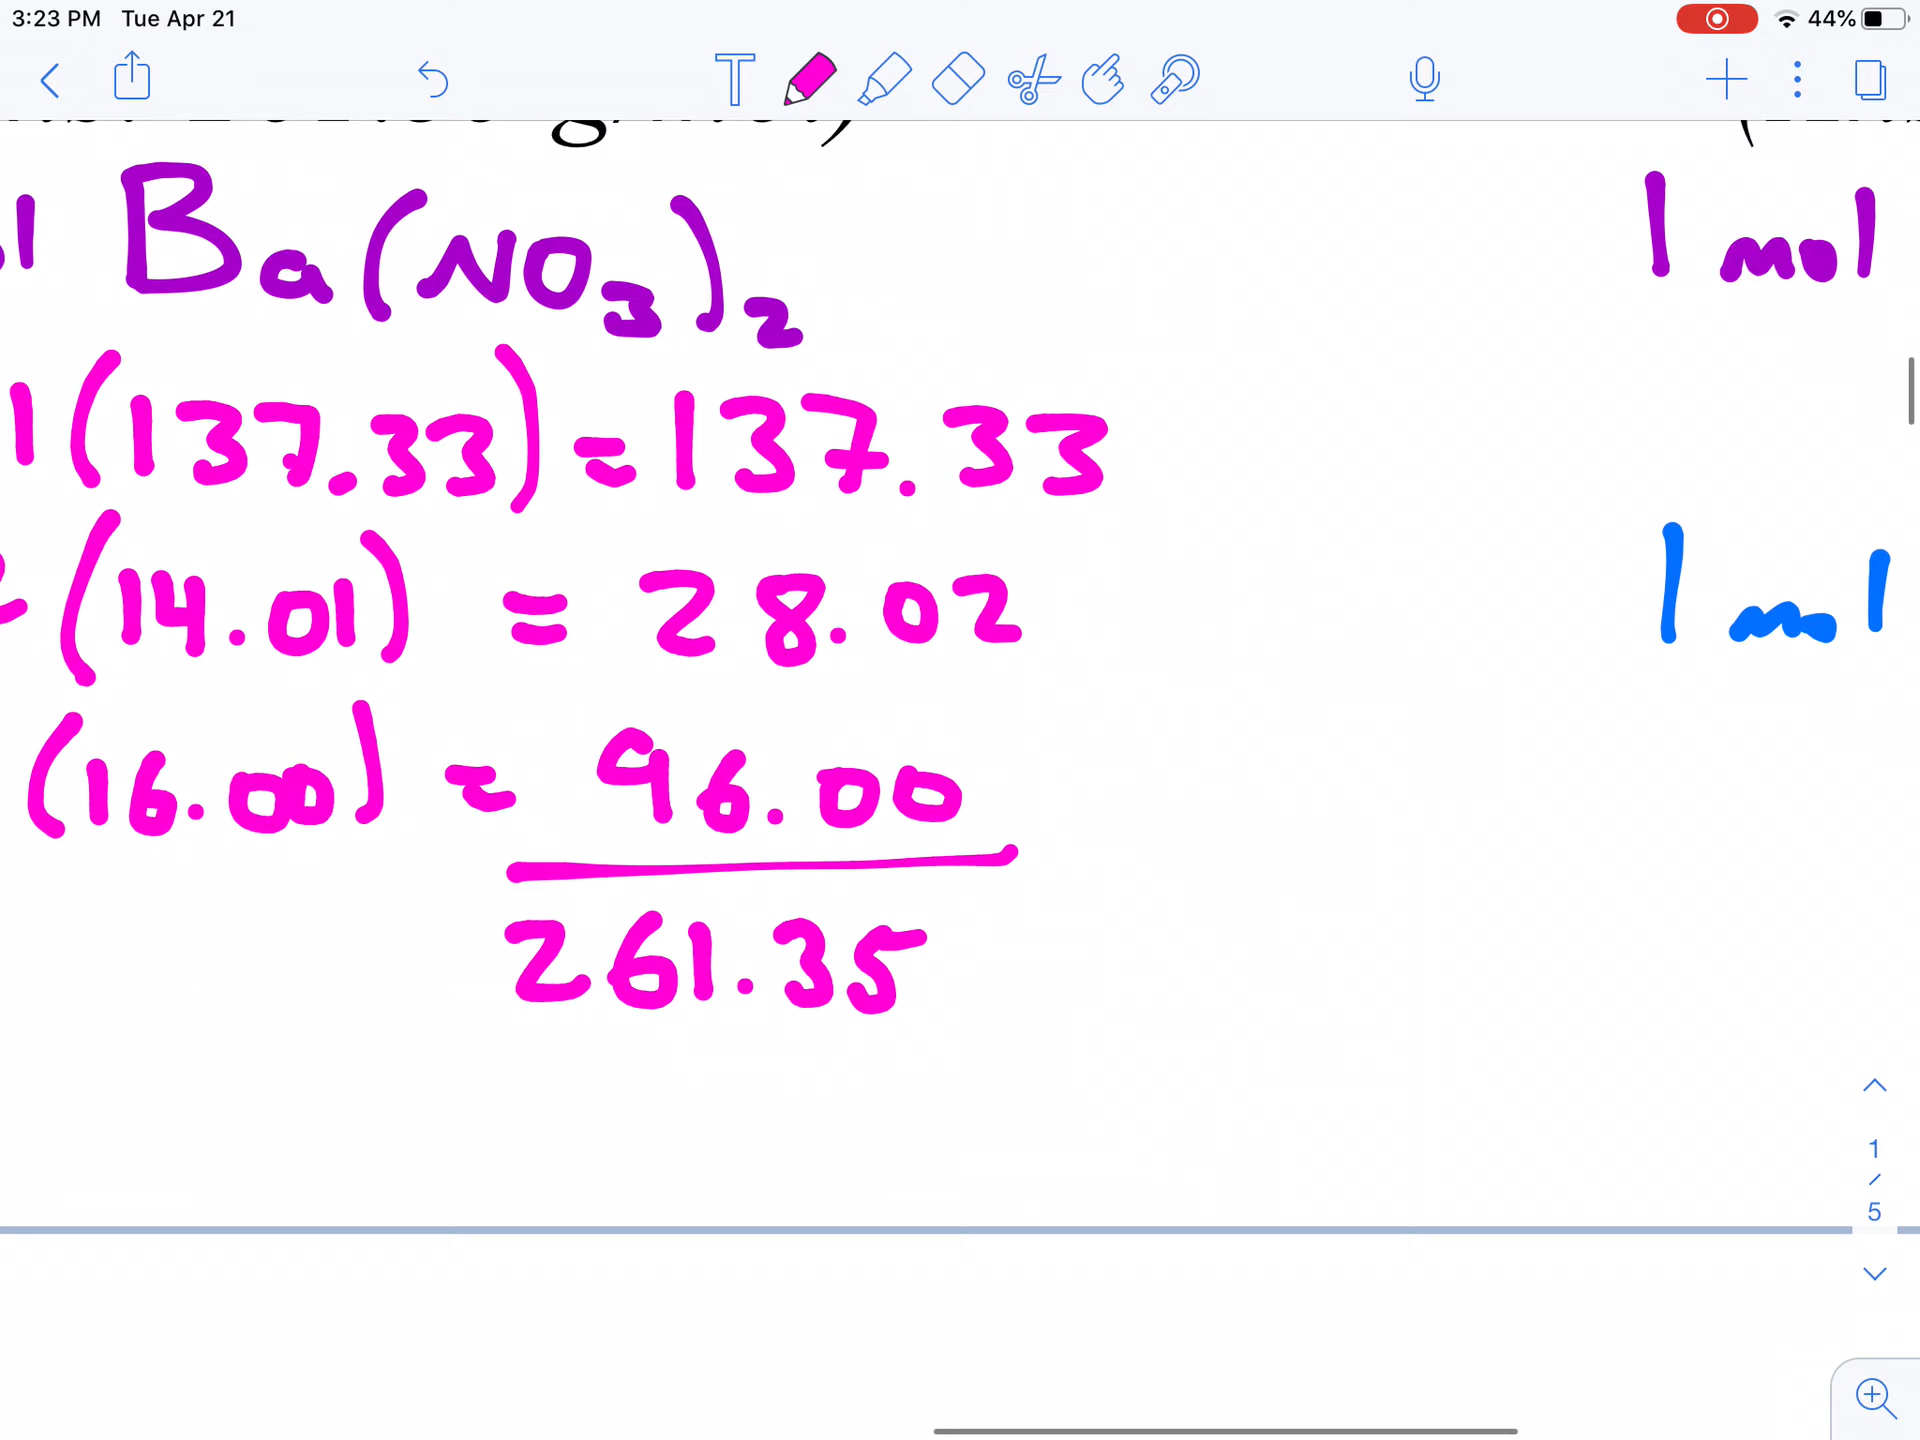 3:23 PM Tue Apr 21 44%
Ba(NO₃)₂ 1 mol
1(137.33) = 137.33
(14.01) = 28.02 1 mol
(16.00) = 96.00
261.35
1
/
5